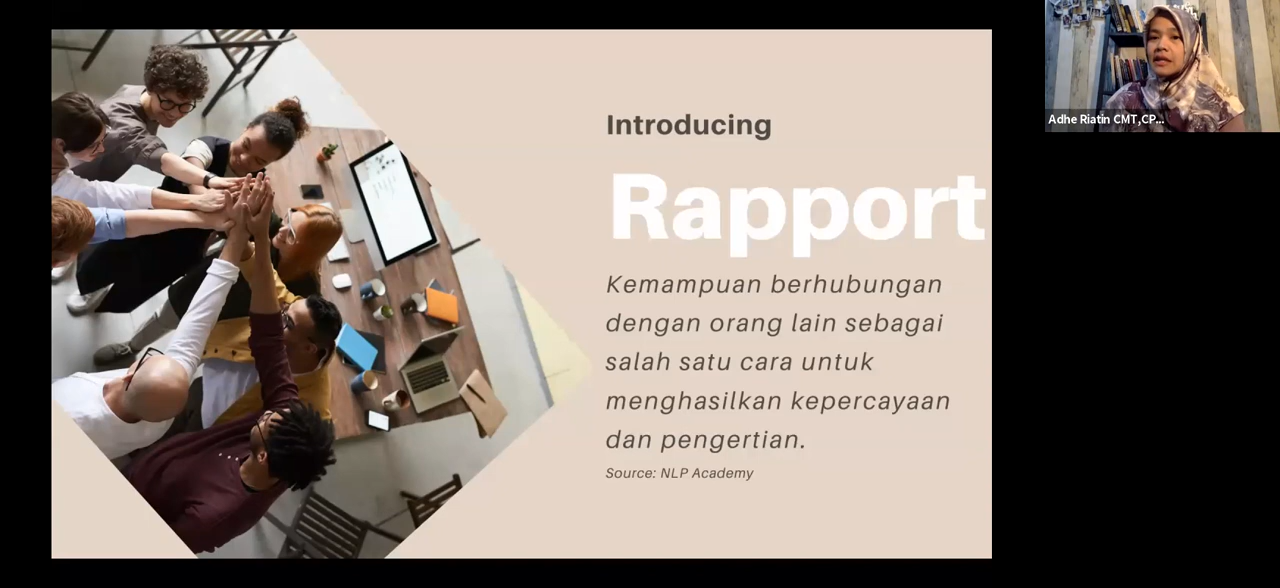 Introducing
Rapport
Kemampuan berhubungan
dengan orang lain sebagai
salah satu cara untuk
menghasilkan kepercayaan
dan pengertian.
Source: NLP Academy
Adhe Riatin CMT,CP...